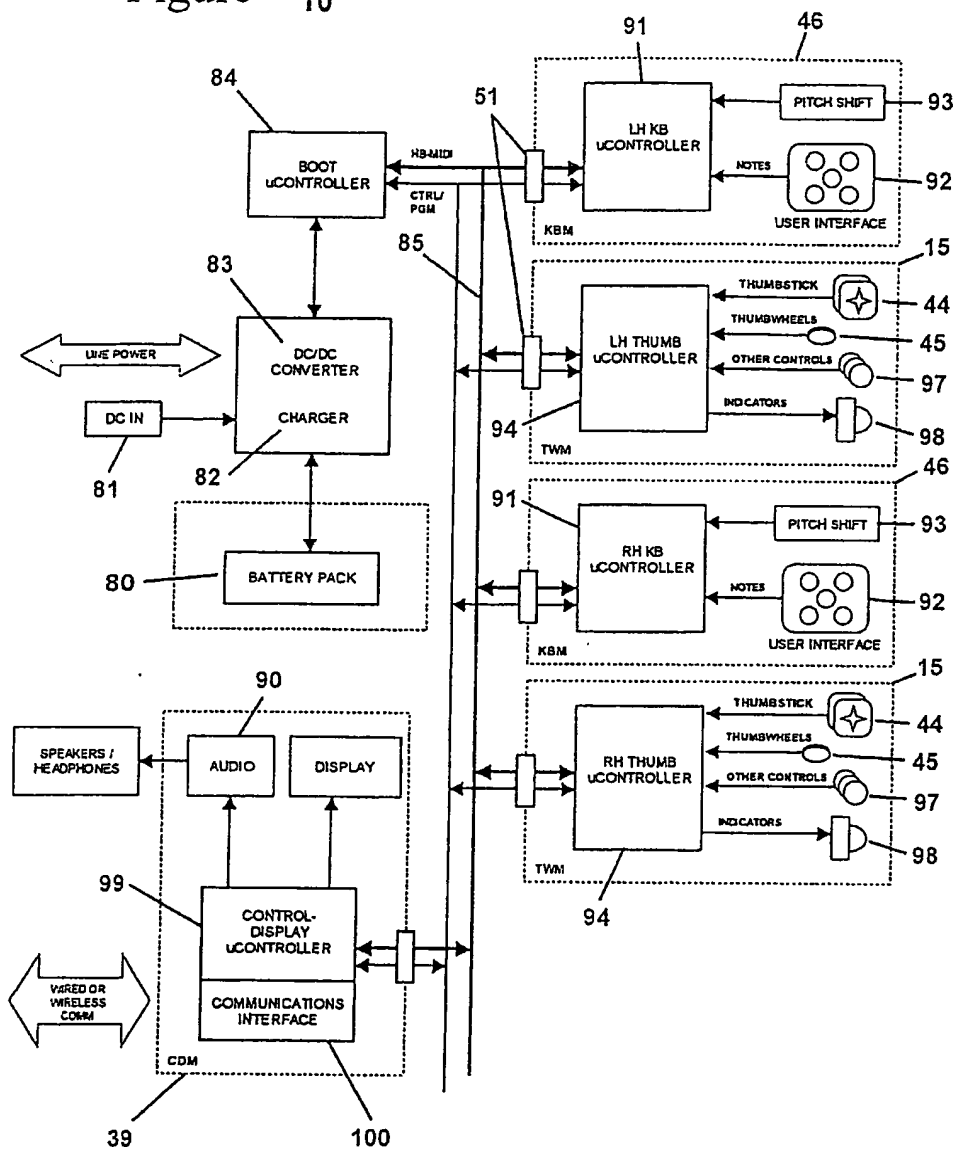 Figure 10
91
46
84
51
PITCH SHIFT
93
LH KB
uCONTROLLER
BOOT
uCONTROLLER
HB-MIDI
NOTES
92
CTRL/
PGM
USER INTERFACE
KBM
85
15
83
THUMBSTICK
44
THUMBWHEELS
LINE POWER
DC/DC
CONVERTER
LH THUMB
uCONTROLLER
45
OTHER CONTROLS
97
DC IN
CHARGER
INDICATORS
94
98
81
82
TWM
46
91
PITCH SHIFT
93
RH KB
uCONTROLLER
80
BATTERY PACK
NOTES
92
USER INTERFACE
KBM
15
90
THUMBSTICK
44
SPEAKERS /
HEADPHONES
AUDIO
DISPLAY
THUMBWHEELS
RH THUMB
uCONTROLLER
45
OTHER CONTROLS
97
INDICATORS
98
99
TWM
CONTROL-
DISPLAY
uCONTROLLER
94
WIRED OR
WIRELESS
COMM
COMMUNICATIONS
INTERFACE
CDM
39
100